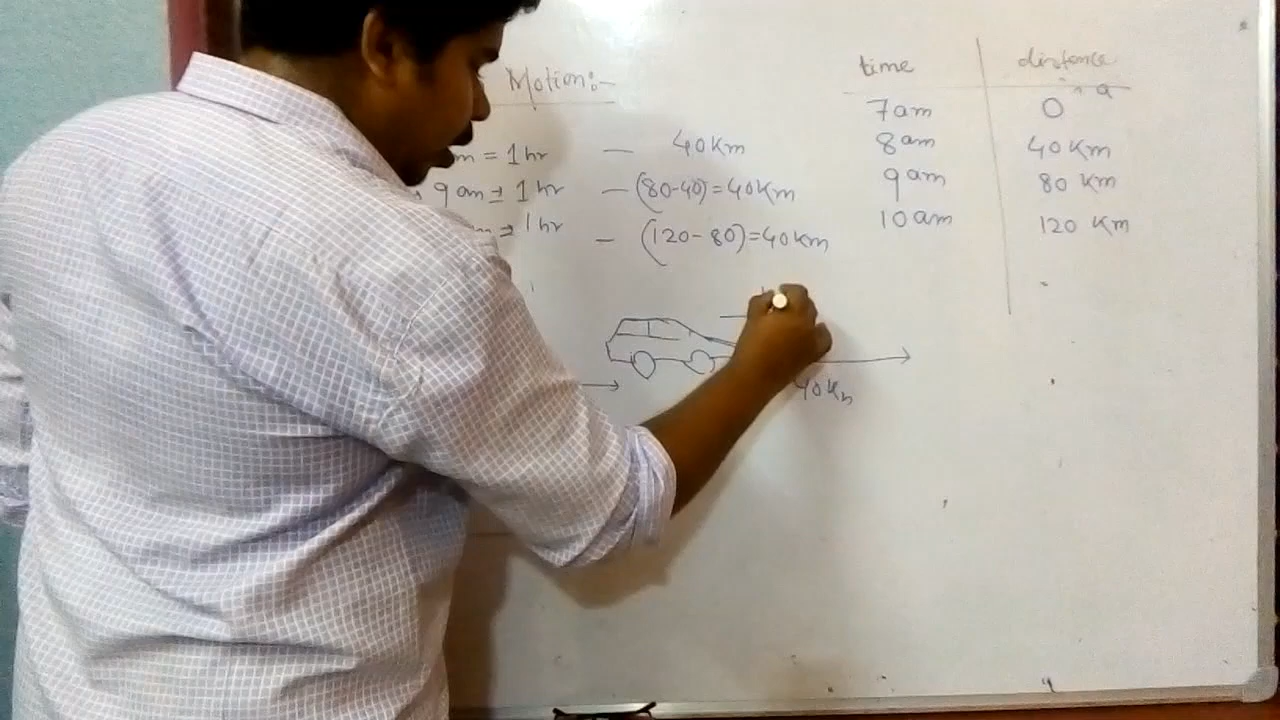 Motion:-
m = 1 hr — 40 Km
9 am = 1 hr — (80-40) = 40 Km
m = 1 hr — (120-80) = 40 Km
40 Km
time distance
7 am 0
8 am 40 Km
9 am 80 Km
10 am 120 Km